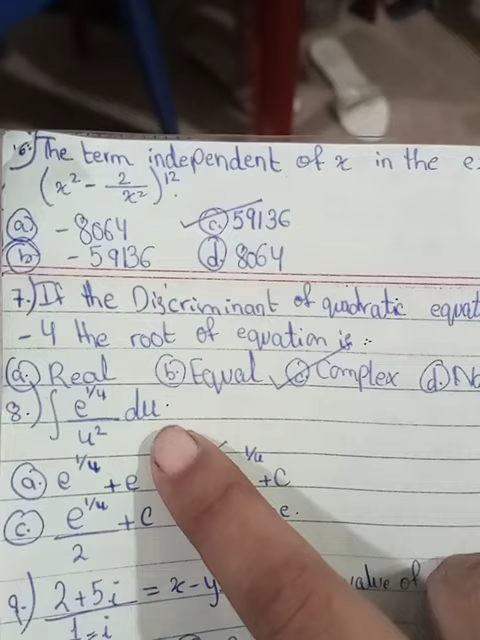 6.) The term independent of x in the
(x² - 2/x²)¹².
(a) - 8064 (c.) 59136
(b) - 59136 (d.) 8064
7.) If the Discriminant of quadratic
- 4 the root of equation is :-
(a.) Real (b.) Equal (c) Complex (d.)
8.) ∫ e^(1/u)/u² du.
(a.) e^(1/u) + e e^(1/u) + C
(c.) e^(1/u)/2 + C e.
9.) 2+5i/1-i = x - y value of